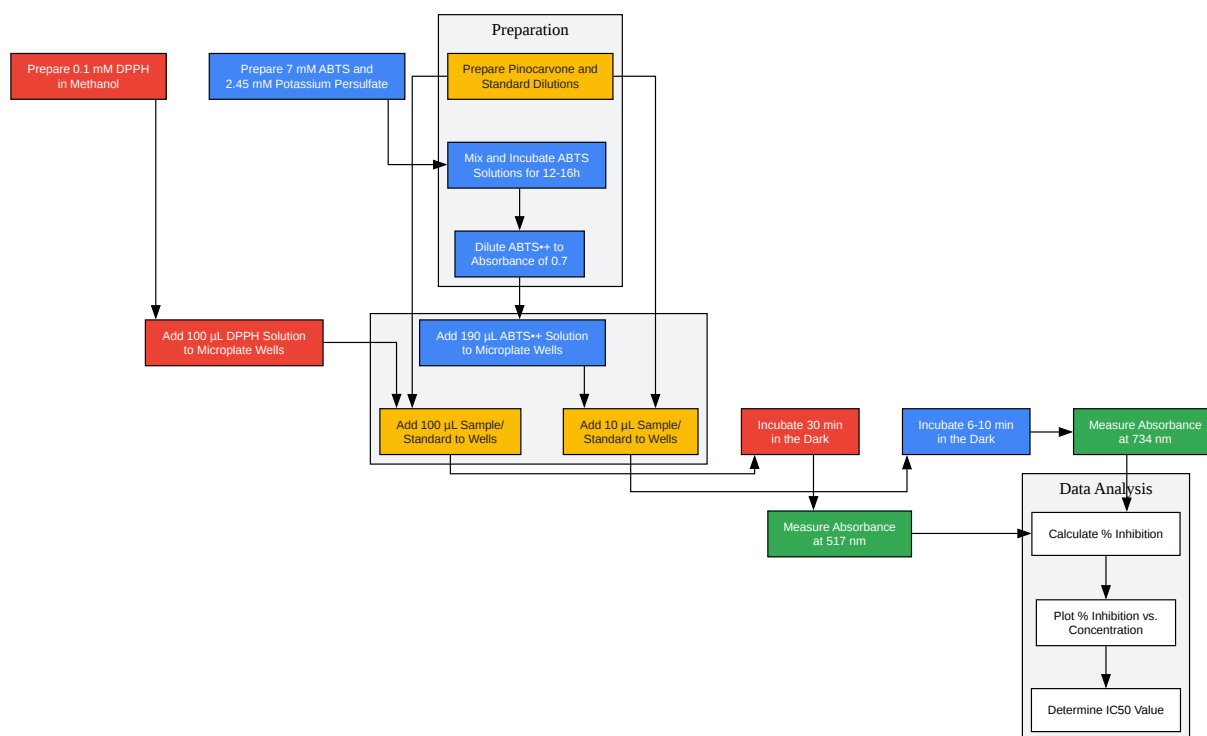 Preparation
Prepare 0.1 mM DPPH
in Methanol
Prepare 7 mM ABTS and
2.45 mM Potassium Persulfate
Prepare Pinocarvone and
Standard Dilutions
Mix and Incubate ABTS
Solutions for 12-16h
Dilute ABTS•+ to
Absorbance of 0.7
Add 100 µL DPPH Solution
to Microplate Wells
Add 190 µL ABTS•+ Solution
to Microplate Wells
Add 100 µL Sample/
Standard to Wells
Add 10 µL Sample/
Standard to Wells
Incubate 30 min
in the Dark
Incubate 6-10 min
in the Dark
Measure Absorbance
at 734 nm
Data Analysis
Measure Absorbance
at 517 nm
Calculate % Inhibition
Plot % Inhibition vs.
Concentration
Determine IC50 Value